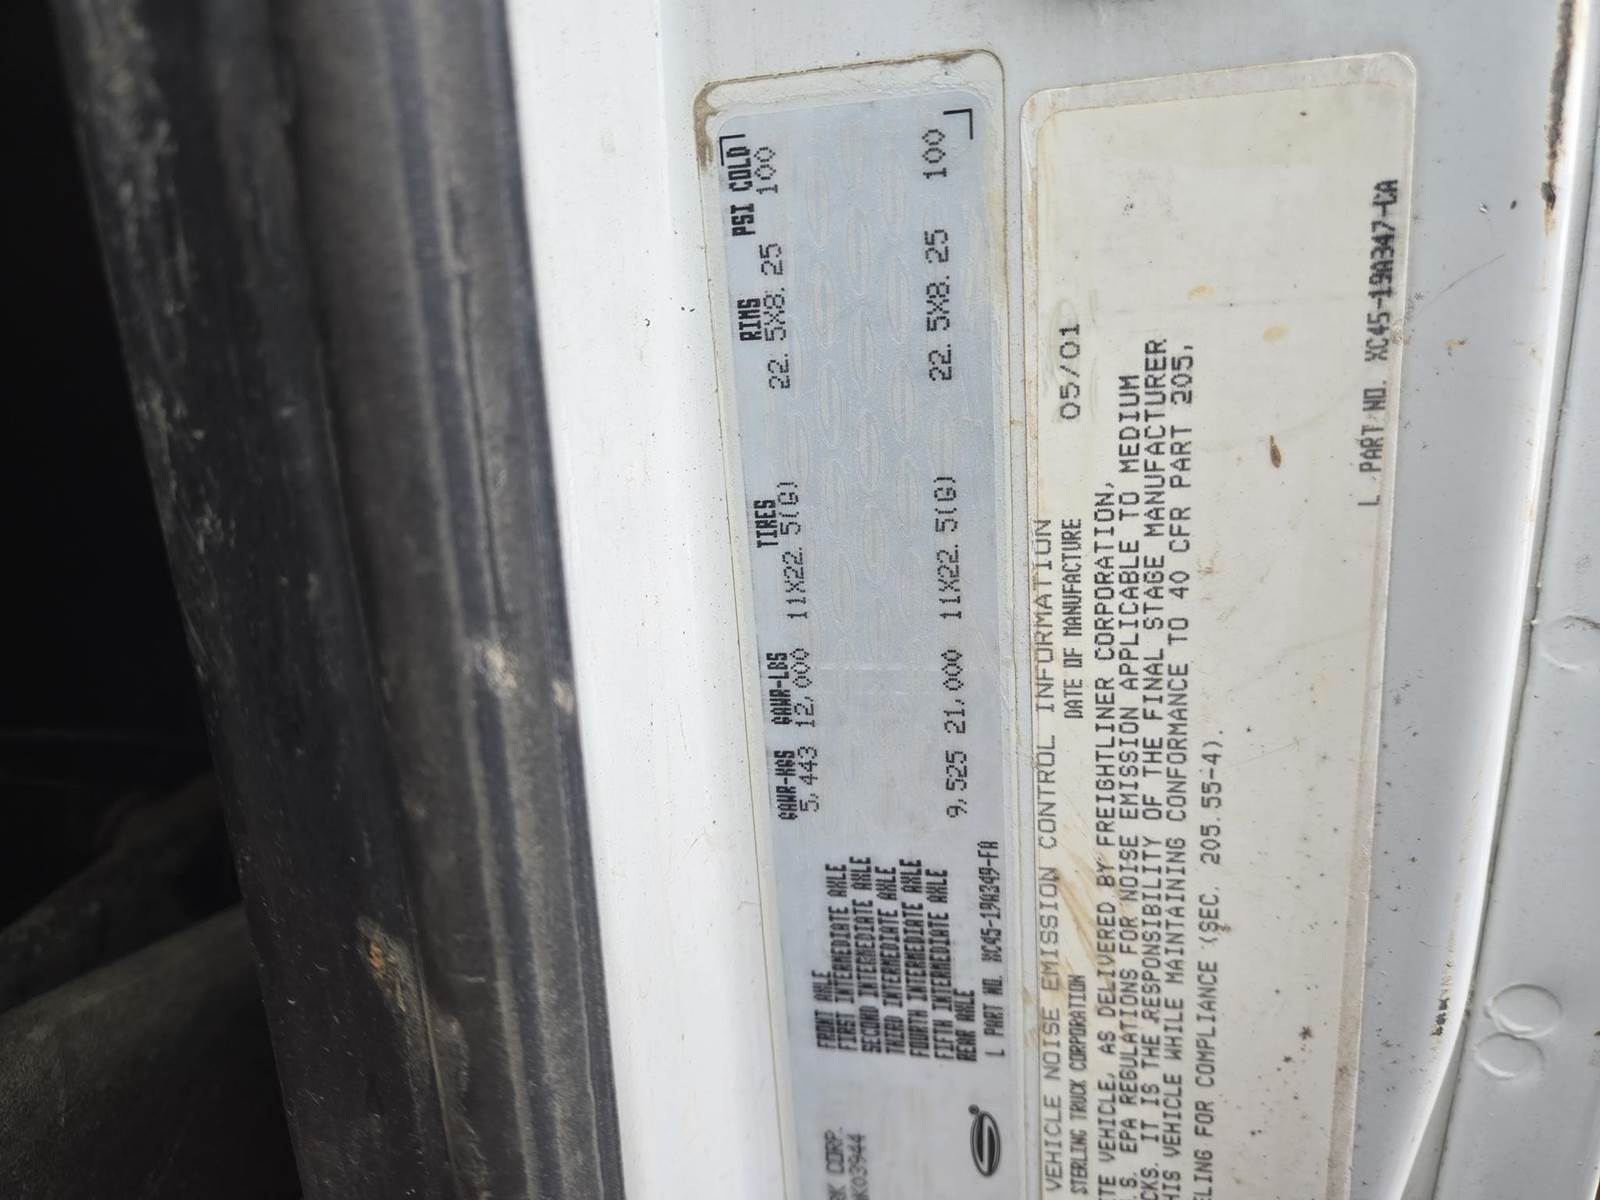 GAWR-KGS GAWR-LBS TIRES RIMS PSI COLD
FRONT AXLE 5,443 12,000 11X22.5(G) 22.5X8.25 100
FIRST INTERMEDIATE AXLE
SECOND INTERMEDIATE AXLE
THIRD INTERMEDIATE AXLE
FOURTH INTERMEDIATE AXLE
FIFTH INTERMEDIATE AXLE
REAR AXLE 9,525 21,000 11X22.5(G) 22.5X8.25 100
L PART NO. XC45-19A349-FA
CORP.
K03944
VEHICLE NOISE EMISSION CONTROL INFORMATION
STERLING TRUCK CORPORATION DATE OF MANUFACTURE 05/01
VEHICLE, AS DELIVERED BY FREIGHTLINER CORPORATION,
EPA REGULATIONS FOR NOISE EMISSION APPLICABLE TO MEDIUM
IT IS THE RESPONSIBILITY OF THE FINAL STAGE MANUFACTURER
VEHICLE WHILE MAINTAINING CONFORMANCE TO 40 CFR PART 205,
FOR COMPLIANCE (SEC. 205.55-4).
L PART NO. XC45-19A347-CA